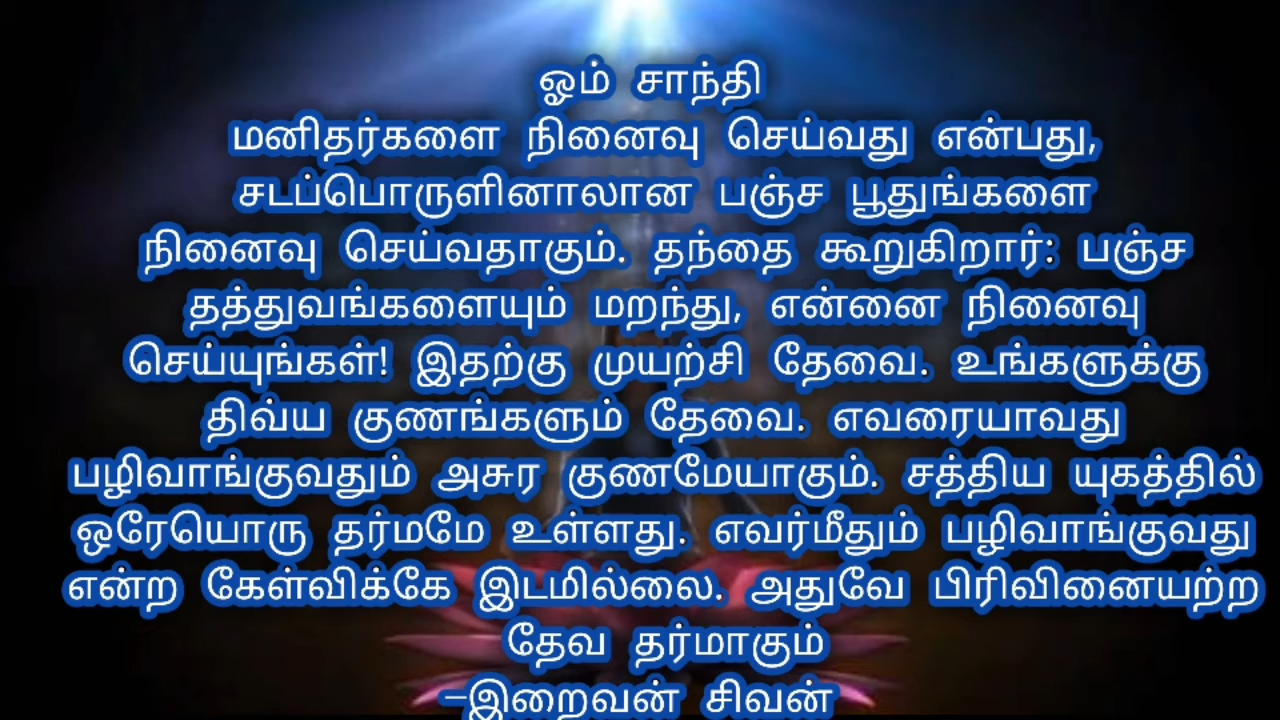 ஓம் சாந்தி
மனிதர்களை நினைவு செய்வது என்பது,
சடப்பொருளினாலான பஞ்ச பூதுங்களை
நினைவு செய்வதாகும். தந்தை கூறுகிறார்: பஞ்ச
தத்துவங்களையும் மறந்து, என்னை நினைவு
செய்யுங்கள்! இதற்கு முயற்சி தேவை. உங்களுக்கு
திவ்ய குணங்களும் தேவை. எவரையாவது
பழிவாங்குவதும் அசுர குணமேயாகும். சத்திய யுகத்தில்
ஒரேயொரு தர்மமே உள்ளது. எவர்மீதும் பழிவாங்குவது
என்ற கேள்விக்கே இடமில்லை. அதுவே பிரிவினையற்ற
தேவ தர்மாகும்
–இறைவன் சிவன்